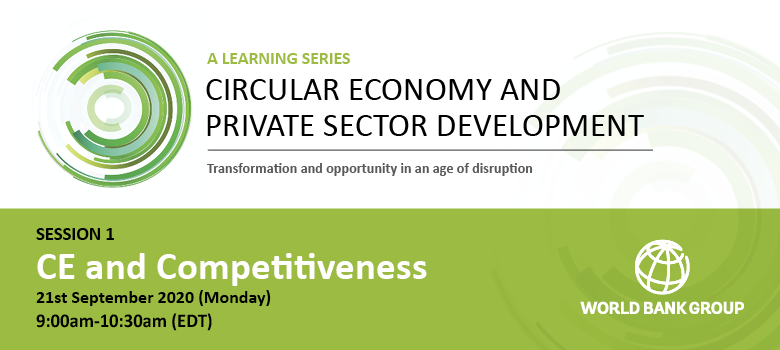 A LEARNING SERIES
CIRCULAR ECONOMY AND
PRIVATE SECTOR DEVELOPMENT
Transformation and opportunity in an age of disruption
SESSION 1
CE and Competitiveness
21st September 2020 (Monday)
9:00am-10:30am (EDT)
WORLD BANK GROUP